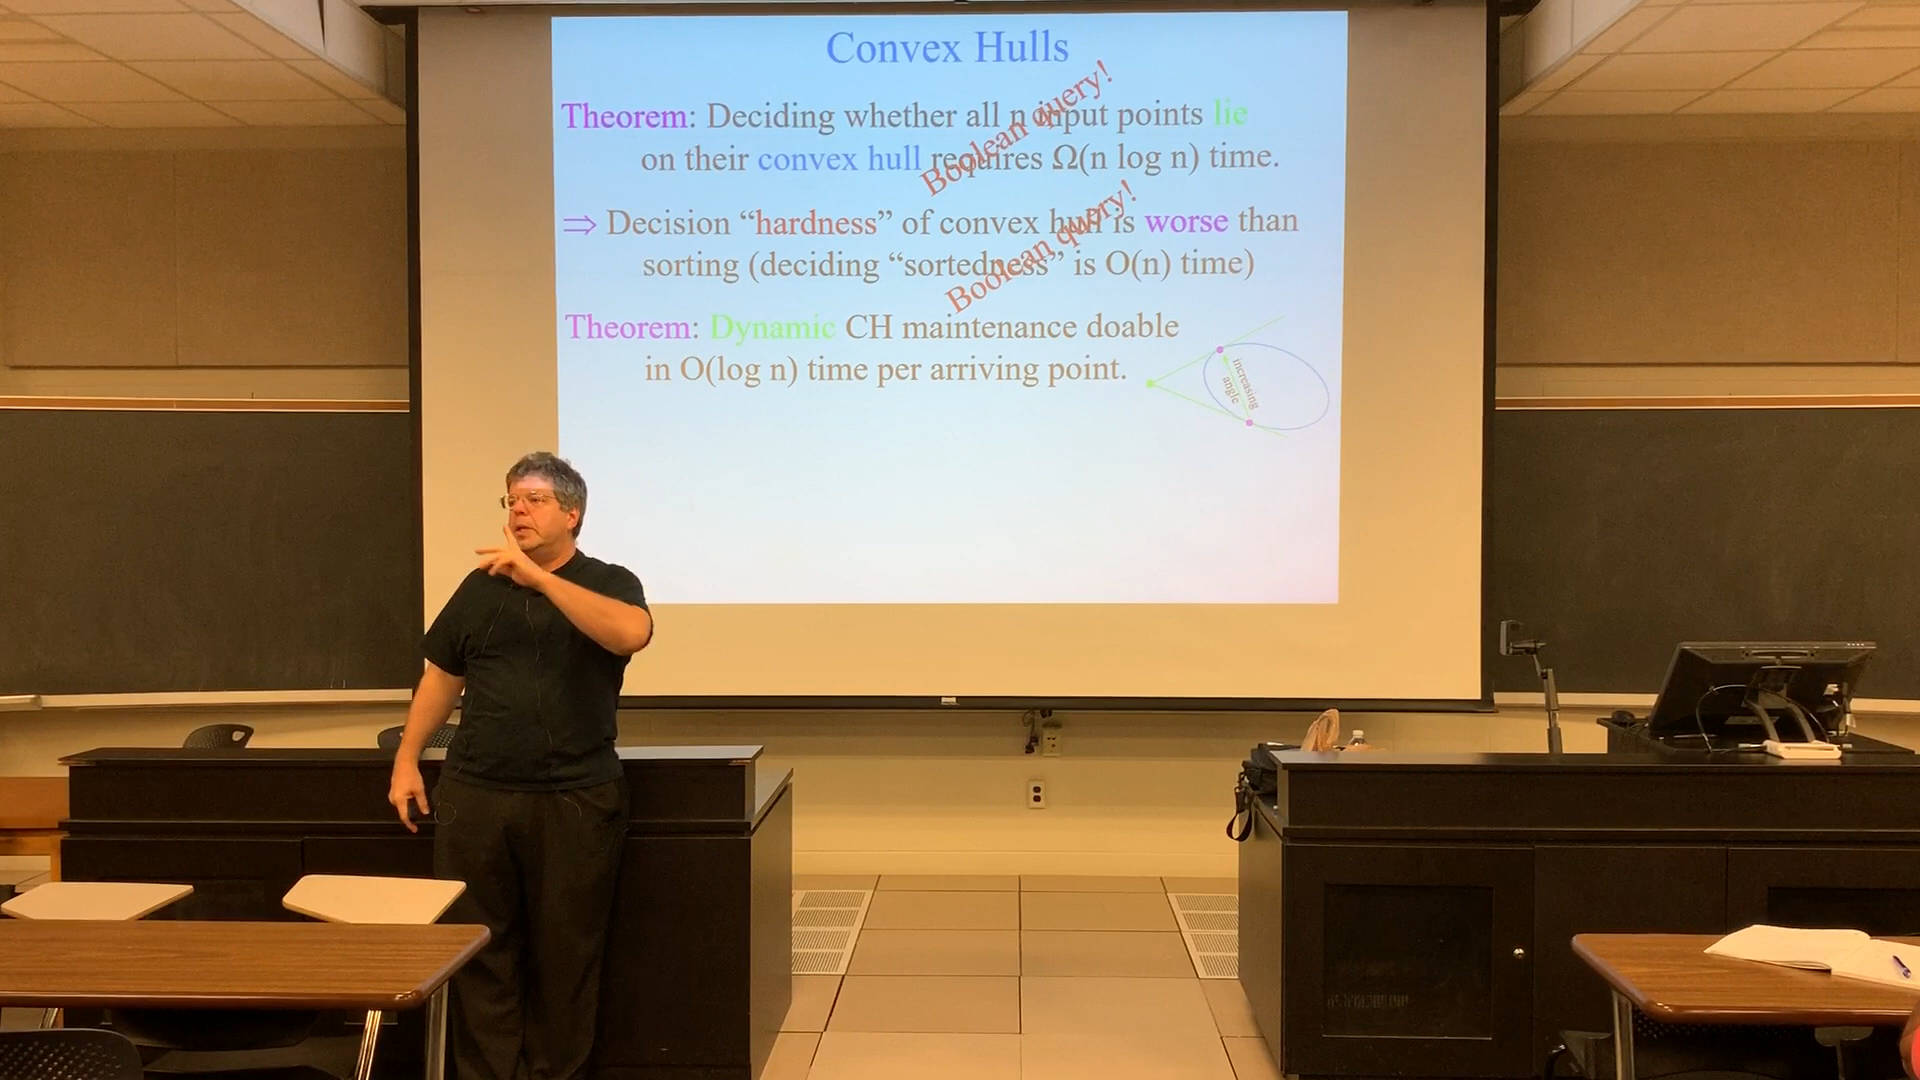 Convex Hulls
Theorem: Deciding whether all n input points lie
on their convex hull requires Ω(n log n) time.
Boolean query!
⇒ Decision “hardness” of convex hull is worse than
sorting (deciding “sortedness” is O(n) time)
Boolean query!
Theorem: Dynamic CH maintenance doable
in O(log n) time per arriving point.
increasing
angle